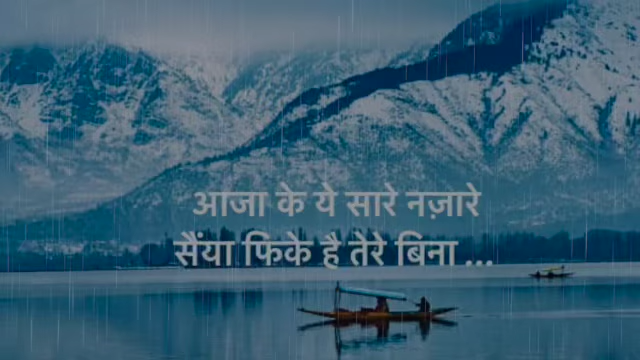 आजा के ये सारे नज़ारे
सैंया फिके है तेरे बिना ...